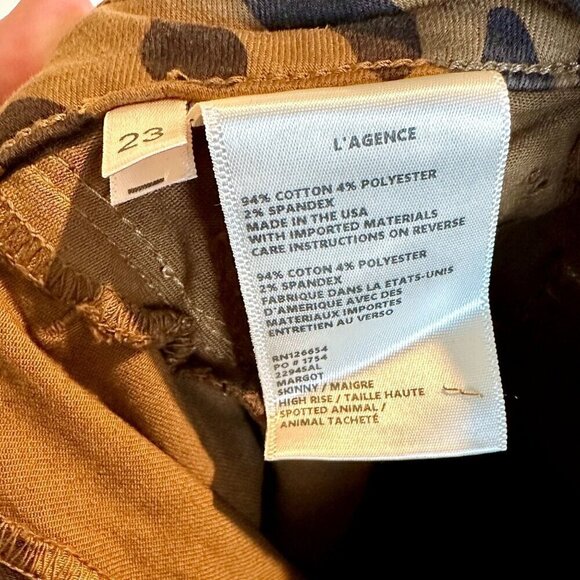 23
L'AGENCE
94% COTTON 4% POLYESTER
2% SPANDEX
MADE IN THE USA
WITH IMPORTED MATERIALS
CARE INSTRUCTIONS ON REVERSE
94% COTTON 4% POLYESTER
2% SPANDEX
FABRIQUE DANS LA ETATS-UNIS
D'AMÉRIQUE AVEC DES
MATERIAUX IMPORTES
ENTRETIEN AU VERSO
RN126654
PO # 1754
2294SAL
MARGOT
SKINNY / MAIGRE
HIGH RISE / TAILLE HAUTE
SPOTTED ANIMAL /
ANIMAL TACHETÉ